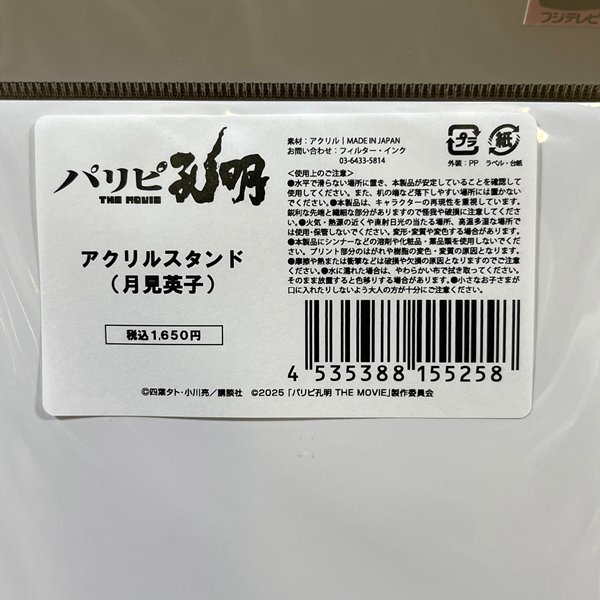 フジテレビ
パリピ孔明
THE MOVIE
アクリルスタンド
（月見英子）
税込1,650円
素材：アクリル｜MADE IN JAPAN
お問い合わせ：フィルター・インク
03-6433-5814
プラ
紙
外装：PP
ラベル・台紙
＜使用上のご注意＞
●水平で滑らない場所に置き、本製品が安定していることを確認して
使用してください。また、机の端など落下しやすい場所には置かない
でください。●本製品は、キャラクターの再現性を重視しています。
鋭利な先端と繊細な部分がありますので怪我や破損に注意してくださ
い。●火気・熱源の近くや直射日光の当たる場所、高温多湿な場所で
は使用・保管しないでください。変形・変質や変色する場合があります。
●本製品にシンナーなどの溶剤や化粧品・薬品類を使用しないでくだ
さい。プリント部分のはがれや樹脂の変色・変質の原因となります。
●摩擦や熱または衝撃などは破損や欠損の原因となりますのでご注意
ください。●水に濡れた場合は、やわらかい布で拭き取ってください。
そのまま放置すると色移りする場合があります。●小さなお子さまが
口に入れたりしないよう大人の方が十分にご注意ください。
4 535388 155258
©四葉タト・小川亮／講談社 ©2025「パリピ孔明 THE MOVIE」製作委員会